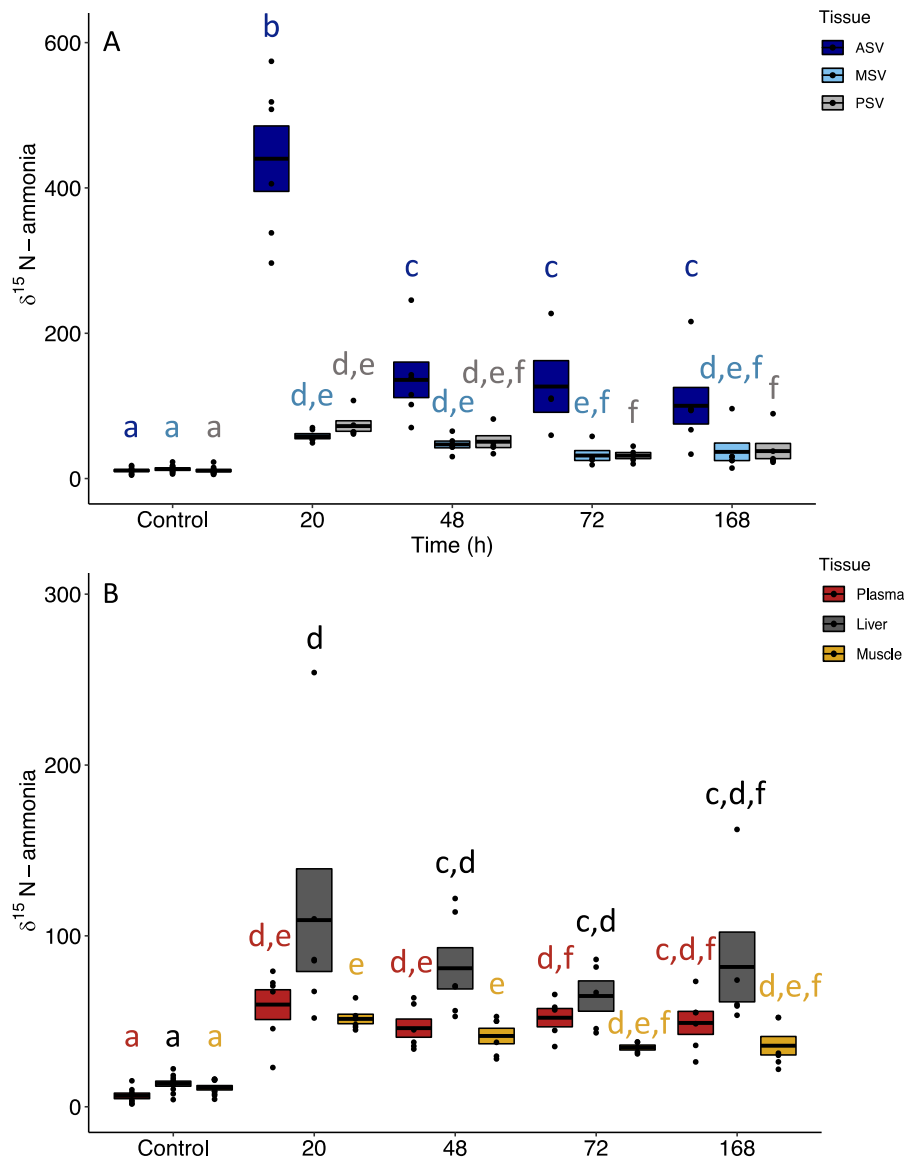 A
b
Tissue
ASV
MSV
PSV
600
400
200
0
δ15 N – ammonia
c c c
d,e d,e,f d,e,f
d,e d,e e,f f f
a a a
Control 20 48 72 168
Time (h)
B
Tissue
Plasma
Liver
Muscle
300
200
100
0
δ15 N – ammonia
d
c,d,f
c,d
c,d
d,e d,e d,f c,d,f
e e d,e,f d,e,f
a a a
Control 20 48 72 168